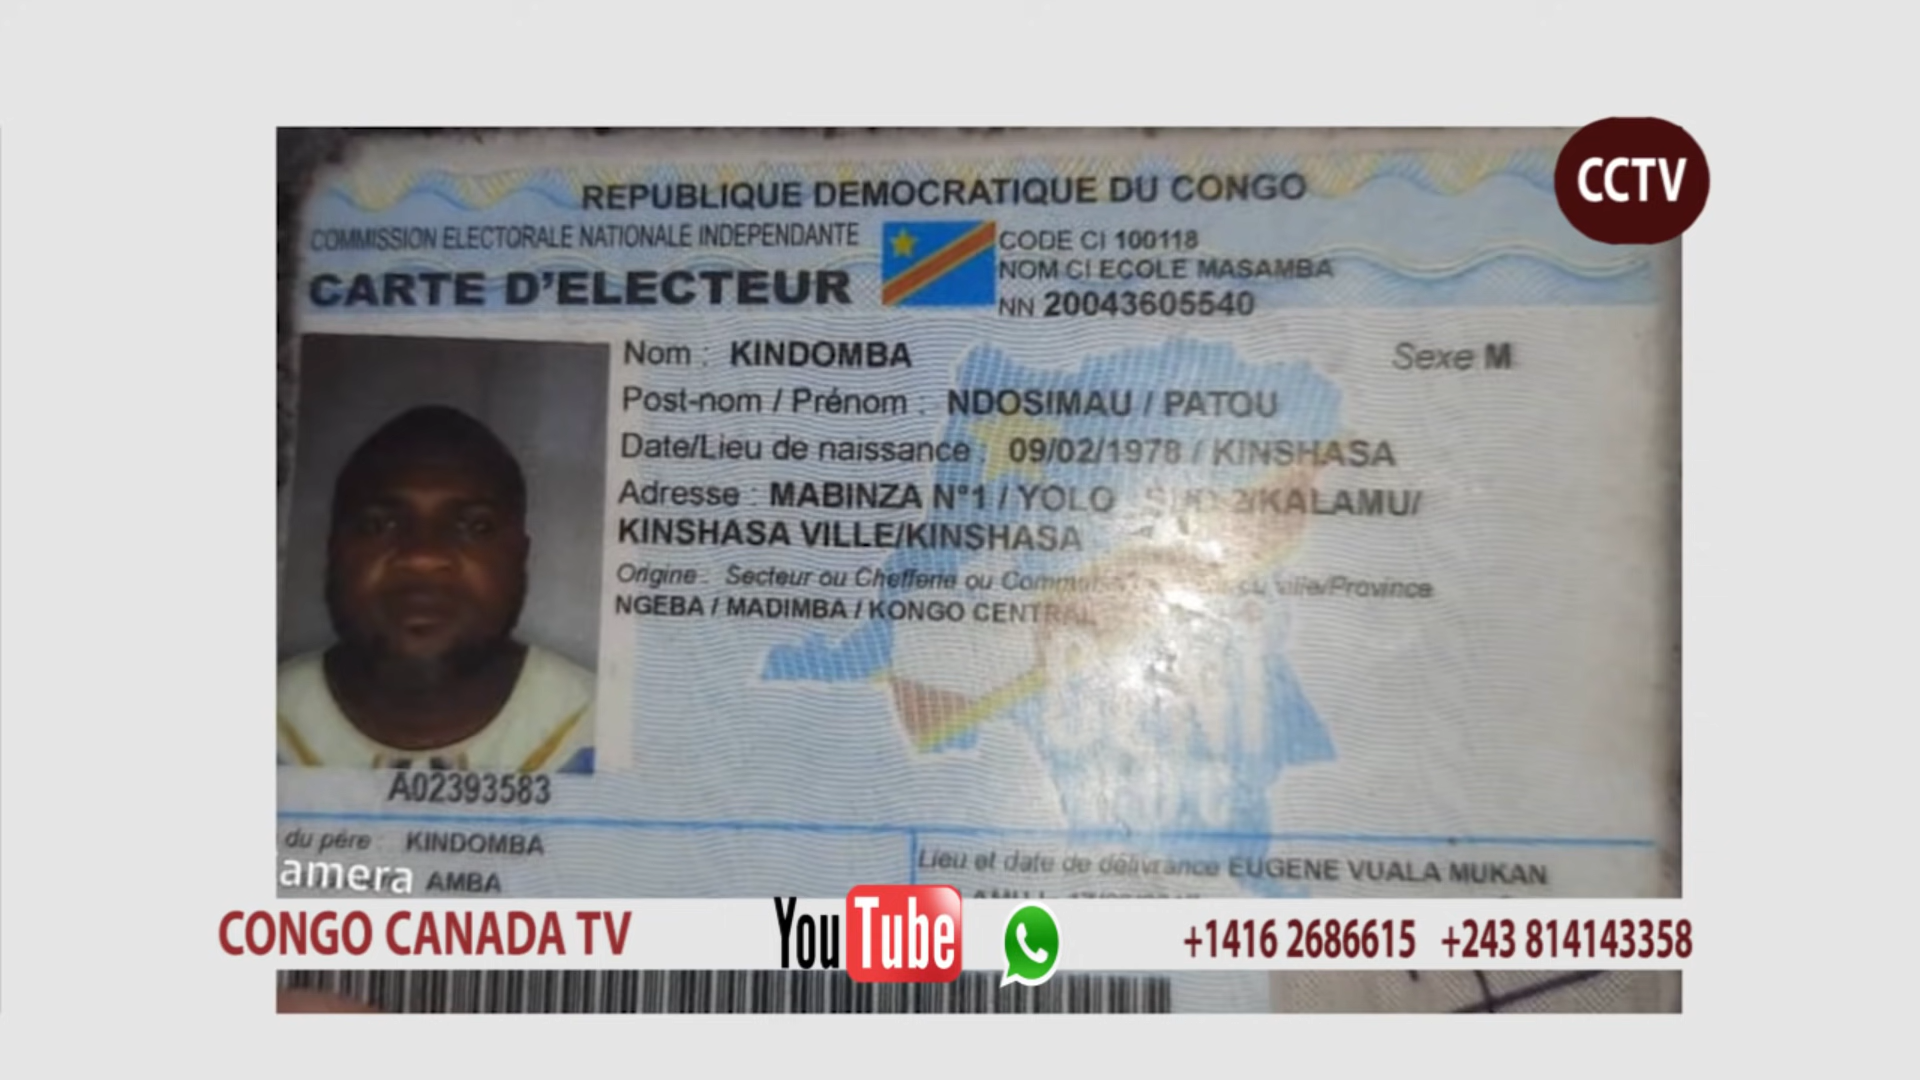 CCTV
REPUBLIQUE DEMOCRATIQUE DU CONGO
COMMISSION ELECTORALE NATIONALE INDEPENDANTE
CARTE D'ELECTEUR
CODE CI 100118
NOM CI ECOLE MASAMBA
NN 20043605540
Nom : KINDOMBA
Sexe M
Post-nom / Prénom : NDOSIMAU / PATOU
Date/Lieu de naissance : 09/02/1978 / KINSHASA
Adresse : MABINZA N°1 / YOLO KALAMU/
KINSHASA VILLE/KINSHASA
Origine : Secteur ou Chefferie ou ville/Province
NGEBA / MADIMBA / KONGO CENTRAL
A02393583
du père : KINDOMBA
AMBA
amera
Lieu et date de délivrance EUGENE VUALA MUKAN
CONGO CANADA TV
YouTube
+1416 2686615 +243 814143358